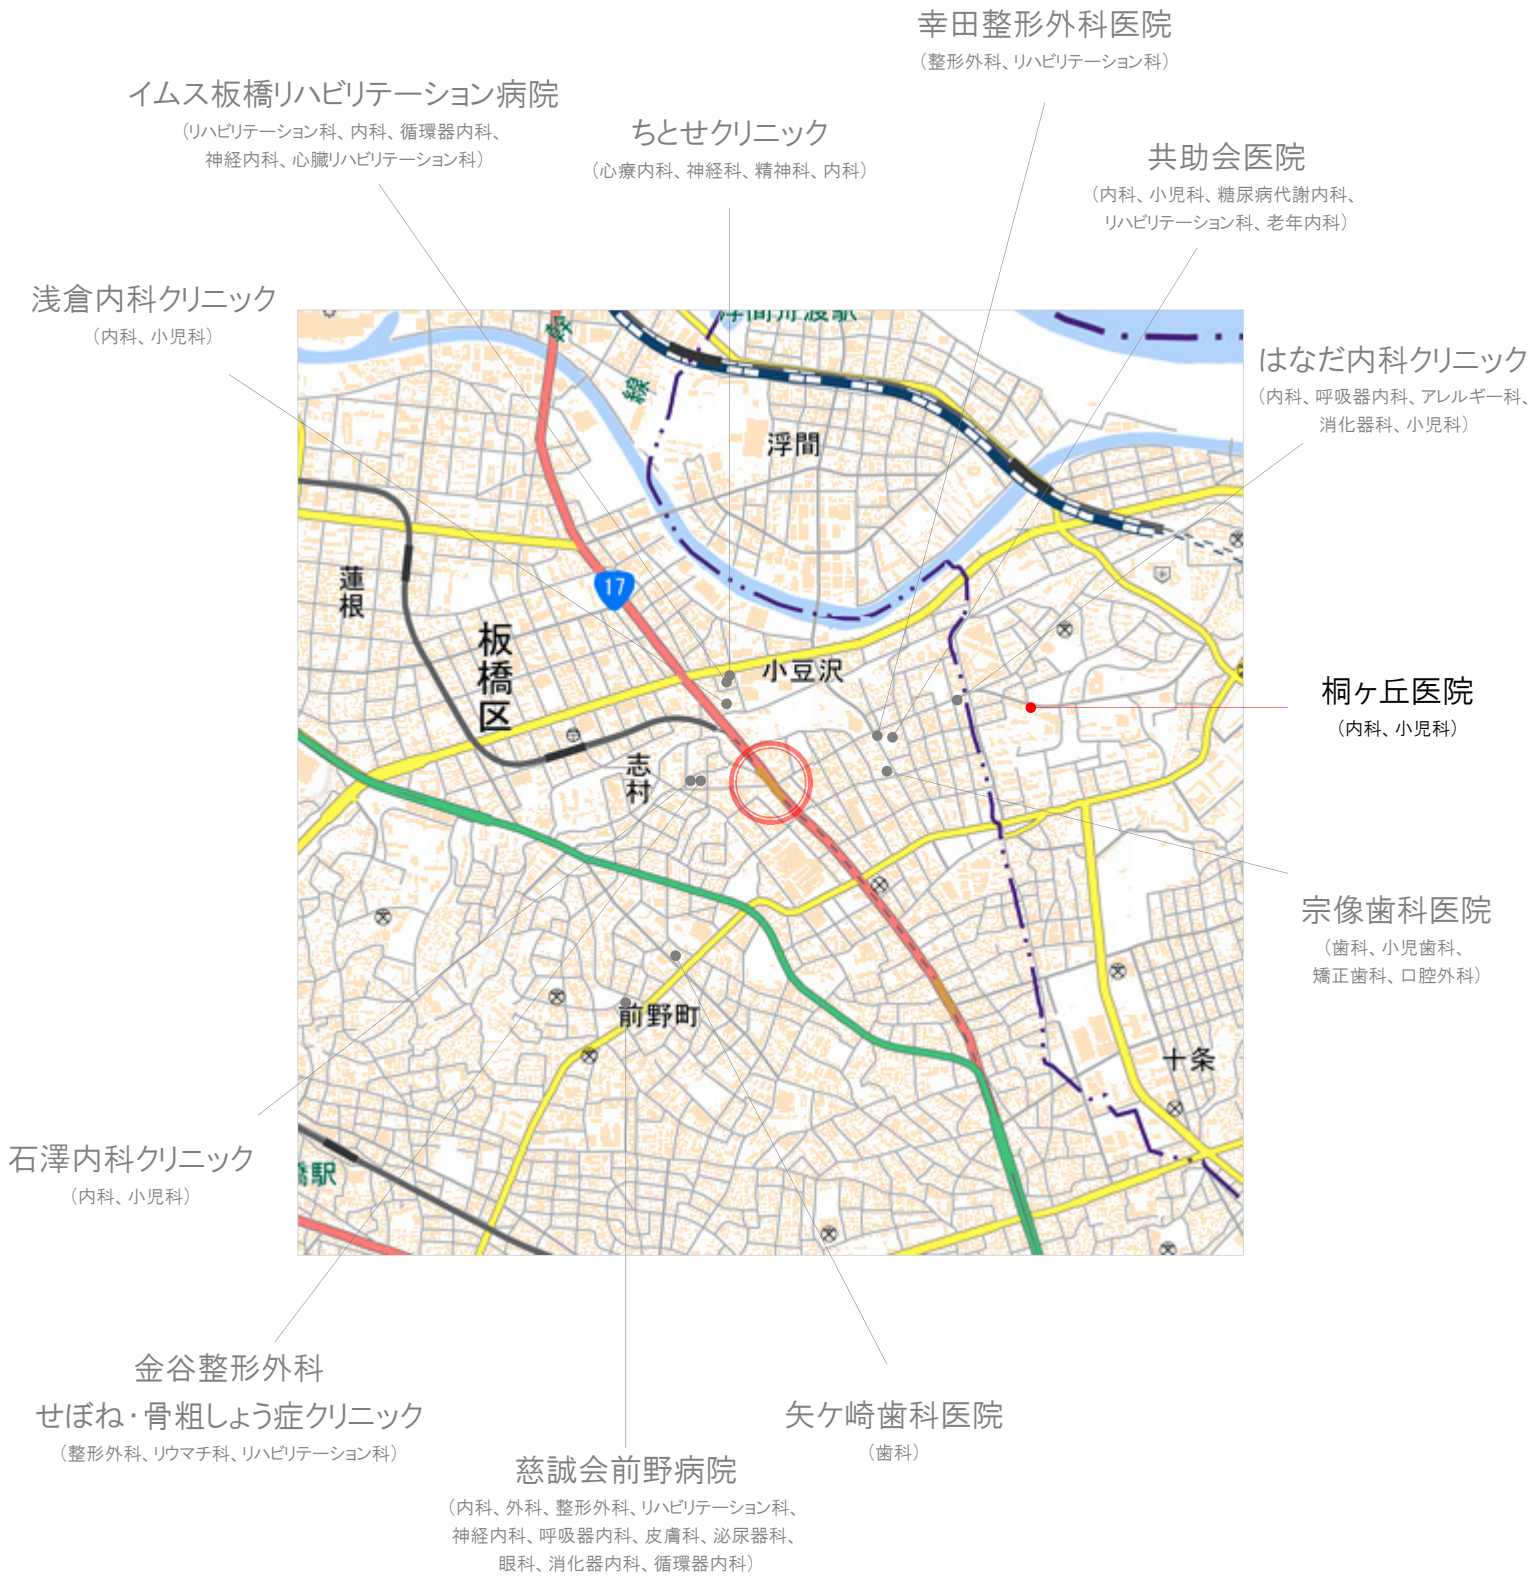 幸田整形外科医院
（整形外科、リハビリテーション科）
イムス板橋リハビリテーション病院
（リハビリテーション科、内科、循環器内科、
神経内科、心臓リハビリテーション科）
ちとせクリニック
（心療内科、神経科、精神科、内科）
共助会医院
（内科、小児科、糖尿病代謝内科、
リハビリテーション科、老年内科）
浅倉内科クリニック
（内科、小児科）
はなだ内科クリニック
（内科、呼吸器内科、アレルギー科、
消化器科、小児科）
浮間舟渡駅
線
浮間
蓮根
17
板橋区
小豆沢
志村
桐ヶ丘医院
（内科、小児科）
宗像歯科医院
（歯科、小児歯科、
矯正歯科、口腔外科）
前野町
十条
橋駅
石澤内科クリニック
（内科、小児科）
金谷整形外科
せぼね・骨粗しょう症クリニック
（整形外科、リウマチ科、リハビリテーション科）
矢ケ崎歯科医院
（歯科）
慈誠会前野病院
（内科、外科、整形外科、リハビリテーション科、
神経内科、呼吸器内科、皮膚科、泌尿器科、
眼科、消化器内科、循環器内科）